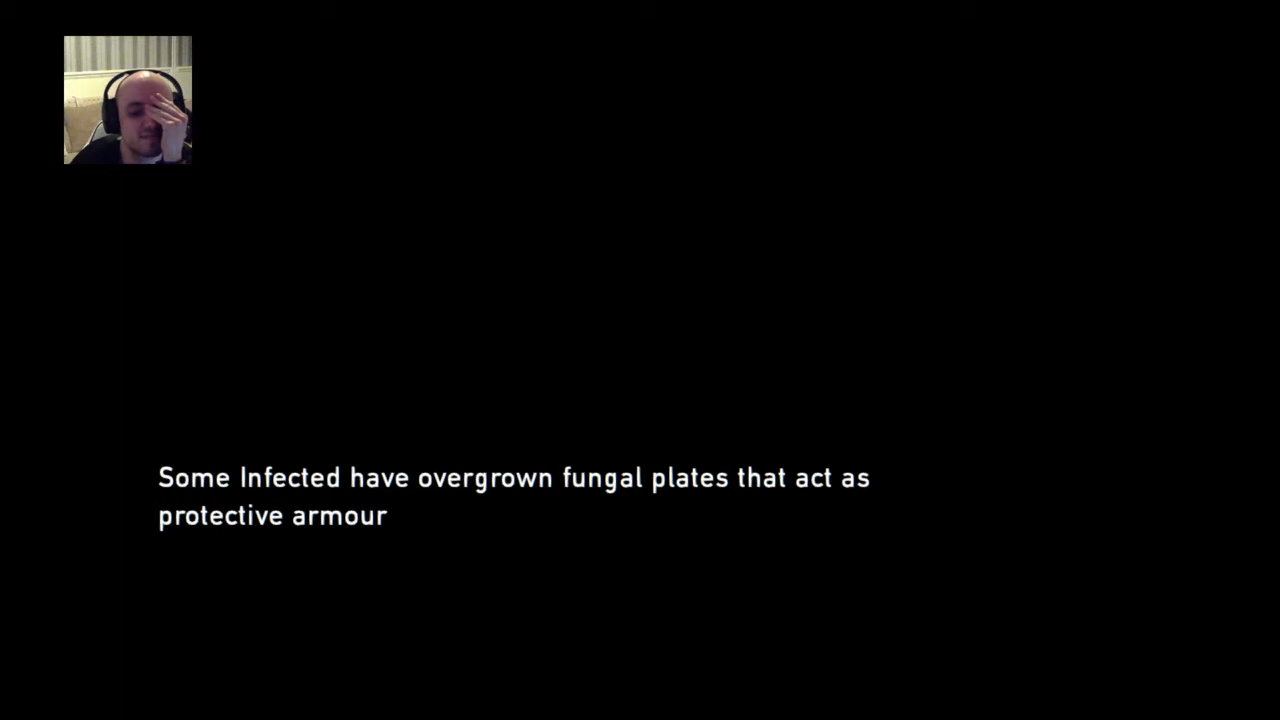 Some Infected have overgrown fungal plates that act as
protective armour